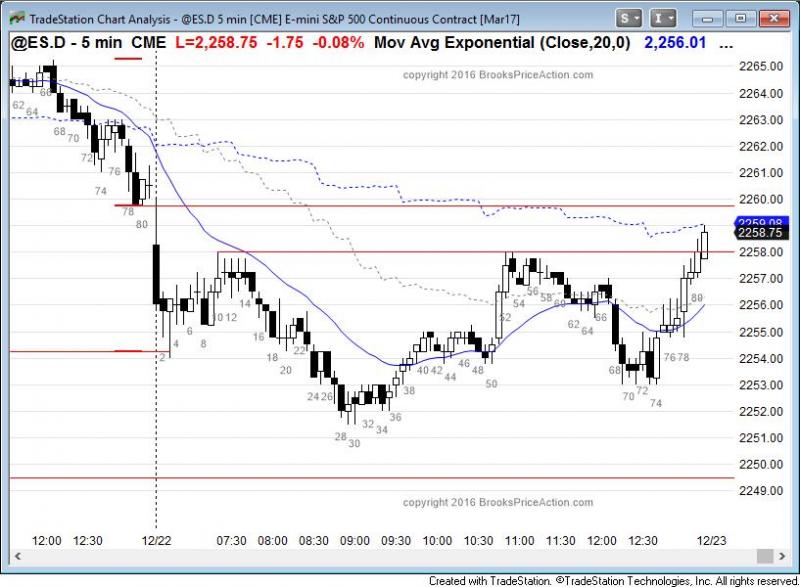 TradeStation Chart Analysis - @ES.D 5 min [CME] E-mini S&P 500 Continuous Contract [Mar17]
S I
@ES.D - 5 min CME L=2,258.75 -1.75 -0.08% Mov Avg Exponential (Close,20,0) 2,256.01 ...
copyright 2016 BrooksPriceAction.com
2265.00
2264.00
2263.00
2262.00
2261.00
2260.00
2259.08
2258.75
2258.00
2257.00
2256.00
2255.00
2254.00
2253.00
2252.00
2251.00
2250.00
2249.00
62 64 66 68 70 72 74 76 78 80
2 4 6 8 10 12 14 16 18 20 22 24 26 28 30 32 34 36 38 40 42 44 46 48 50 52 54 56 58 60 62 64 66 68 70 72 74 76 78 80
copyright 2016 BrooksPriceAction.com
12:00 12:30 12/22 07:30 08:00 08:30 09:00 09:30 10:00 10:30 11:00 11:30 12:00 12:30 12/23
Created with TradeStation. ©TradeStation Technologies, Inc. All rights reserved.